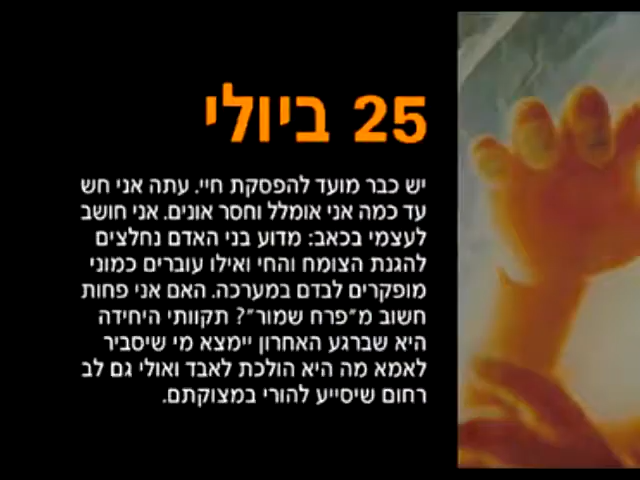 25 ביולי
יש כבר מועד להפסקת חיי. עתה אני חש
עד כמה אני אומלל וחסר אונים. אני חושב
לעצמי בכאב: מדוע בני האדם נחלצים
להגנת הצומח והחי ואילו עוברים כמוני
מופקרים לבדם במערכה. האם אני פחות
חשוב מ״פרח שמור״? תקוותי היחידה
היא שברגע האחרון יימצא מי שיסביר
לאמא מה היא הולכת לאבד ואולי גם לב
רחום שיסייע להורי במצוקתם.